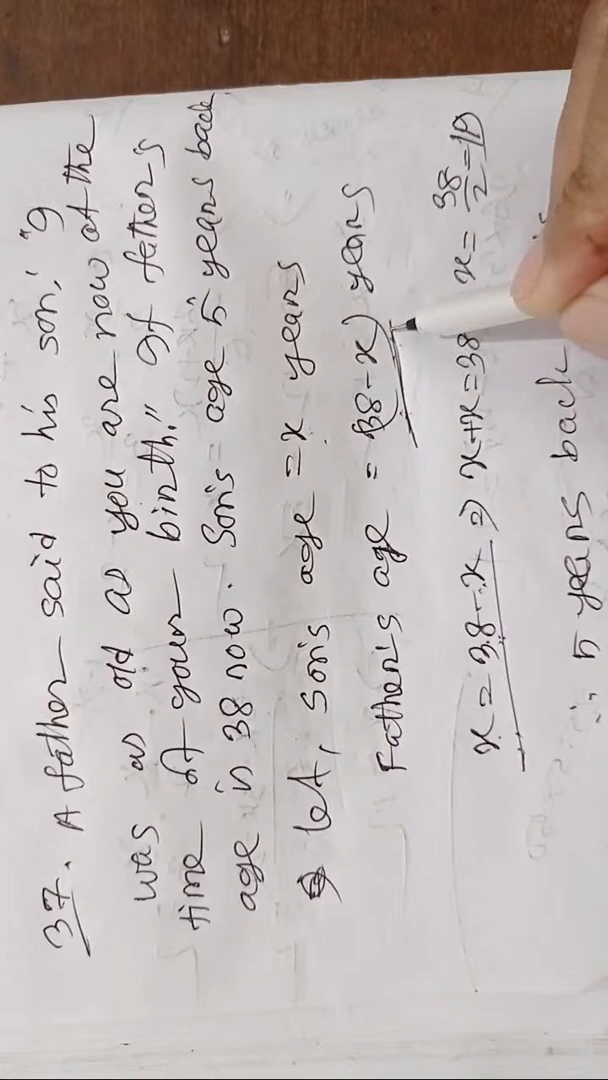 37. A father said to his son, "I
was as old as you are now at the
time of your birth." If father's
age is 38 now. Son's age 5 years back
let, son's age = x years
Father's age = (38 - x) years
x = 38 - x ⇒ x + x = 38 x = 38/2 = 19
∴ 5 years back